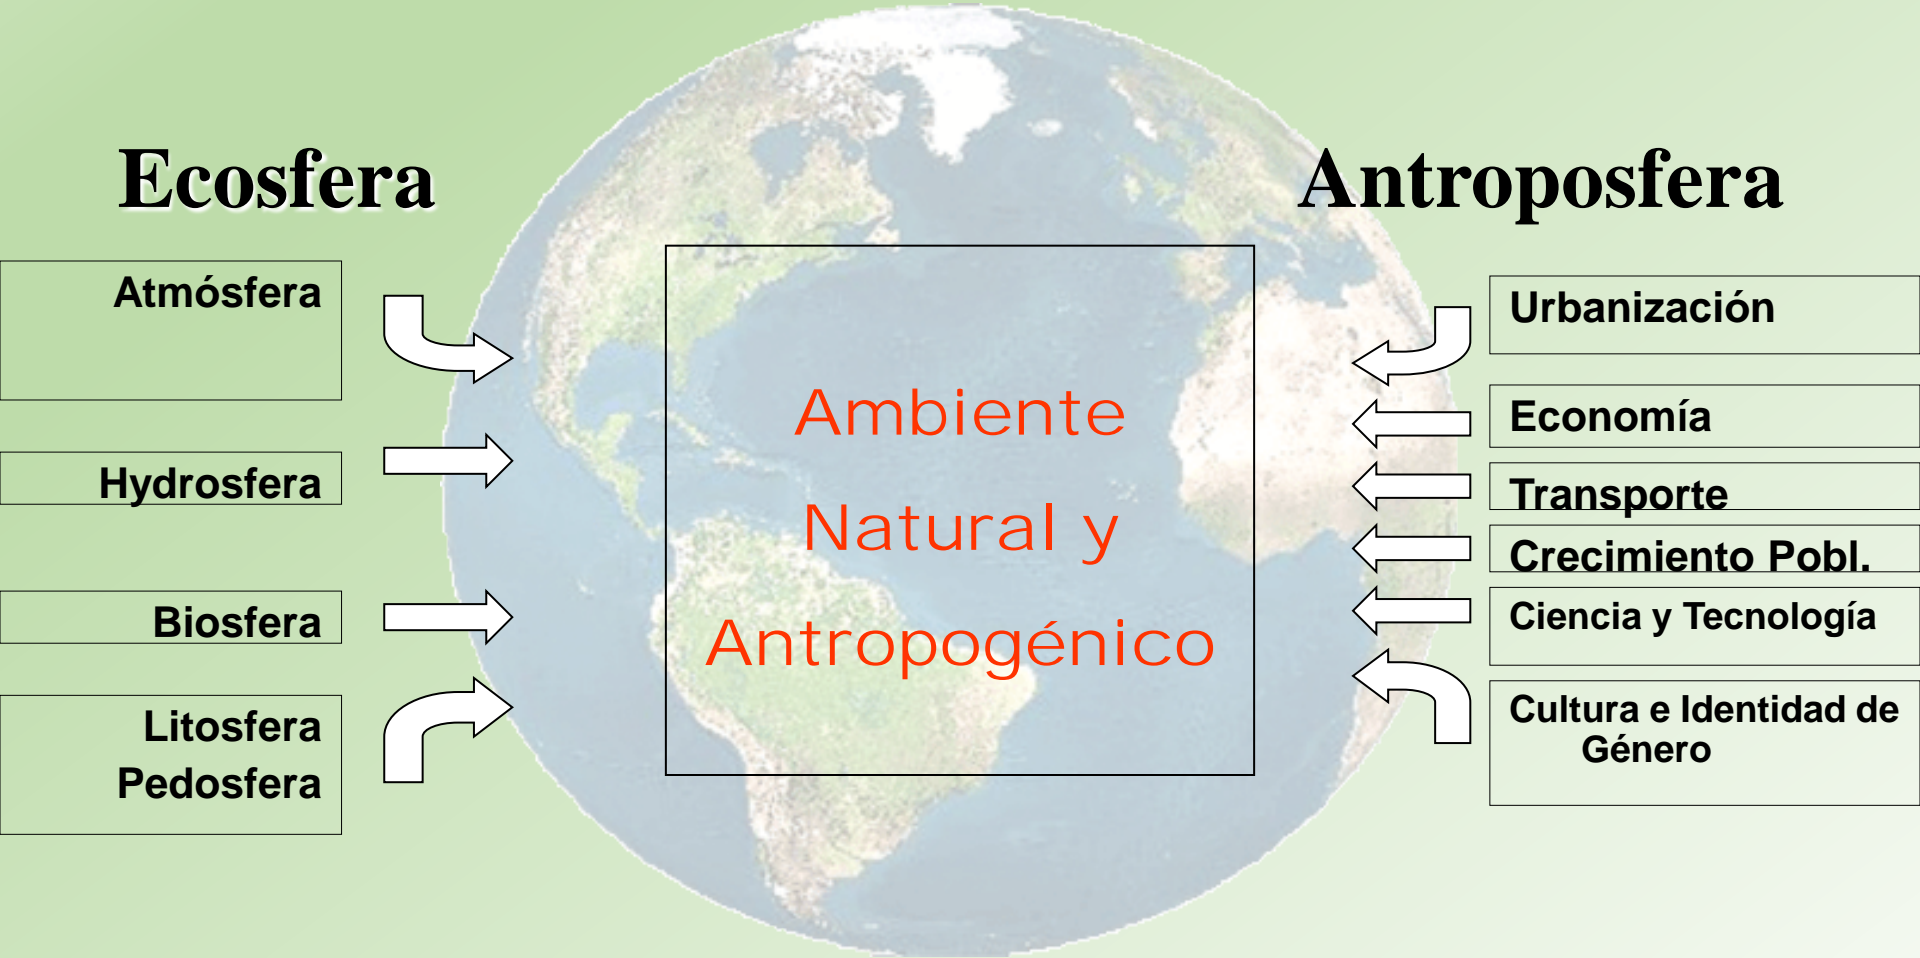 Ecosfera
Atmósfera
Hydrosfera
Biosfera
Litosfera
Pedosfera
Ambiente
Natural y
Antropogénico
Antroposfera
Urbanización
Economía
Transporte
Crecimiento Pobl.
Ciencia y Tecnología
Cultura e Identidad de
Género